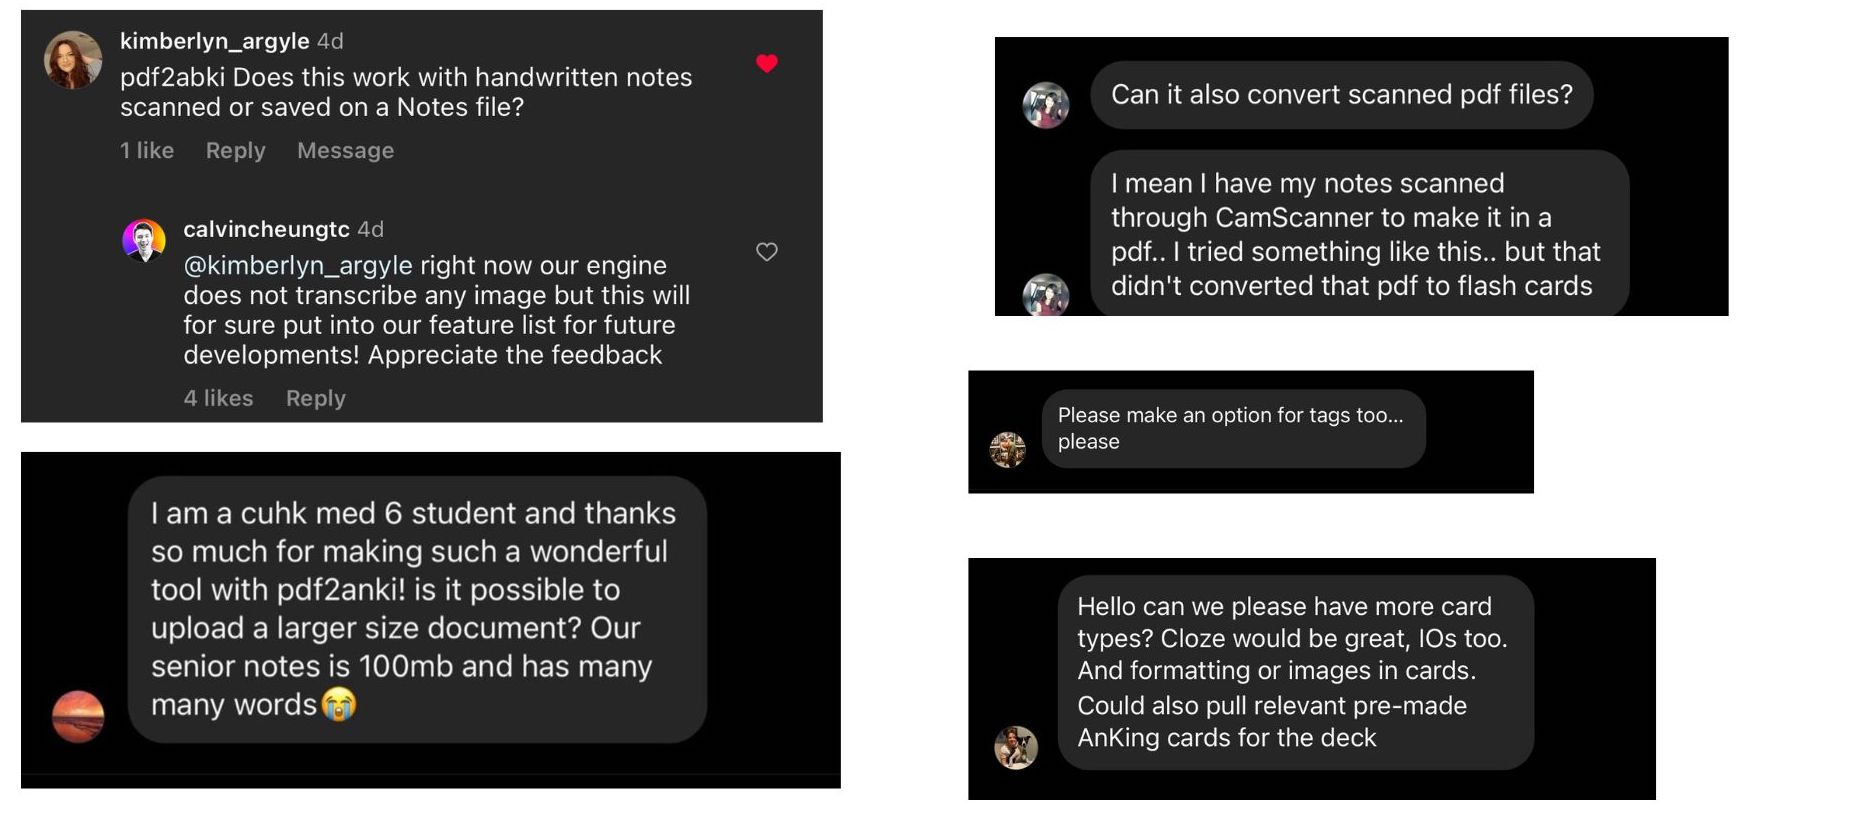 kimberlyn_argyle 4d
pdf2abki Does this work with handwritten notes
scanned or saved on a Notes file?
1 like Reply Message
calvincheungtc 4d
@kimberlyn_argyle right now our engine
does not transcribe any image but this will
for sure put into our feature list for future
developments! Appreciate the feedback
4 likes Reply
I am a cuhk med 6 student and thanks
so much for making such a wonderful
tool with pdf2anki! is it possible to
upload a larger size document? Our
senior notes is 100mb and has many
many words😭
Can it also convert scanned pdf files?
I mean I have my notes scanned
through CamScanner to make it in a
pdf.. I tried something like this.. but that
didn't converted that pdf to flash cards
Please make an option for tags too...
please
Hello can we please have more card
types? Cloze would be great, IOs too.
And formatting or images in cards.
Could also pull relevant pre-made
AnKing cards for the deck